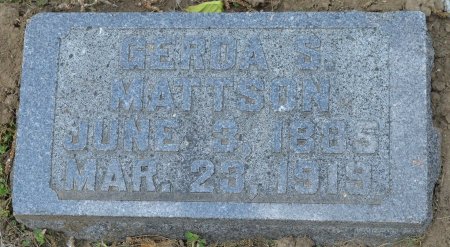 GERDA S.
MATTSON
JUNE 3, 1885
MAR. 23, 1919